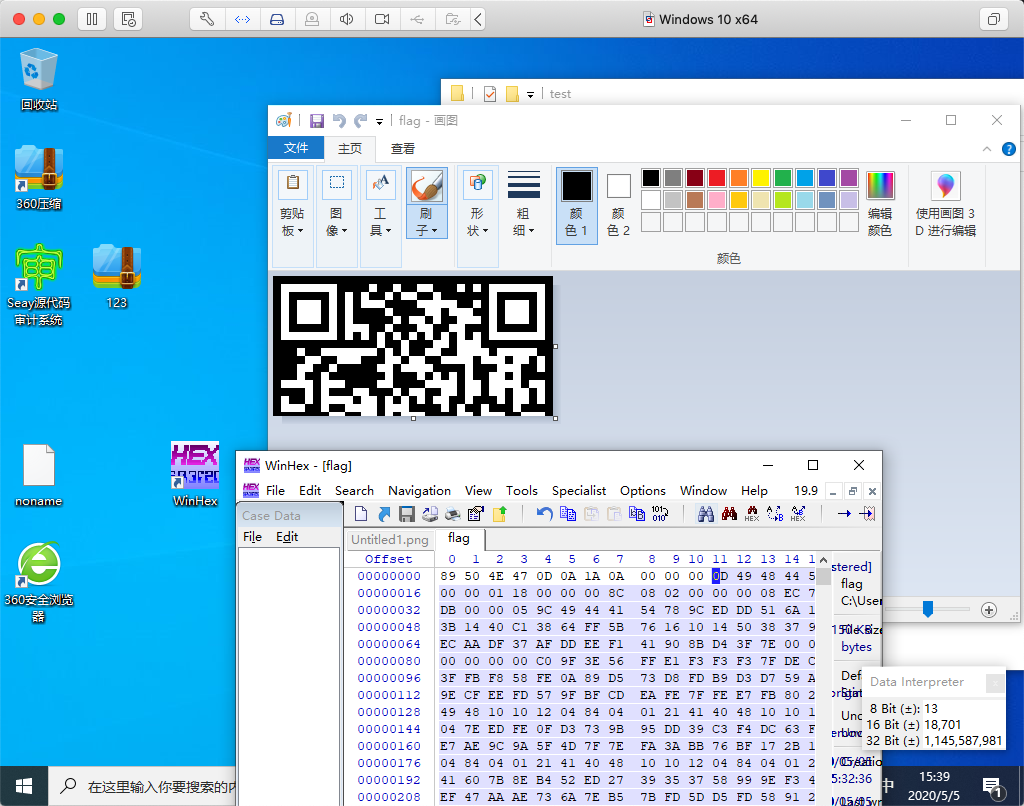 Windows 10 x64
回收站
360压缩
Seay源代码
审计系统
123
noname
WinHex
360安全浏览
器
test
flag - 画图
文件 主页 查看
剪贴
板
图
像
工
具
刷
子
形
状
粗
细
颜
色 1
颜
色 2
编辑
颜色
使用画图 3
D 进行编辑
颜色
WinHex - [flag]
File Edit Search Navigation View Tools Specialist Options Window Help 19.9
Case Data
File Edit
Untitled1.png flag
Offset 0 1 2 3 4 5 6 7 8 9 10 11 12 13 14 1
00000000 89 50 4E 47 0D 0A 1A 0A 00 00 00 0D 49 48 44 5
00000016 00 00 01 18 00 00 00 8C 08 02 00 00 00 08 EC 7
00000032 DB 00 00 05 9C 49 44 41 54 78 9C ED DD 51 6A 1
00000048 3B 14 40 C1 38 64 FF 5B 76 16 10 14 50 38 37 9
00000064 EC AA DF 37 AF DD EE F1 41 90 8B D4 3F 7E 00 0
00000080 00 00 00 00 C0 9F 3E 56 FF E1 F3 F3 F3 7F DE C
00000096 3F FB F8 58 FE 0A 89 D5 73 D8 FD B9 D3 D7 59 A
00000112 9E CF EE FD 57 9F BF CD EA FE 7F FE E7 FB 80 2
00000128 49 48 10 10 12 04 84 04 01 21 41 40 48 10 10 1
00000144 04 7E ED FE 0F D3 73 9B 95 DD 39 C3 F4 DC 63 F
00000160 E7 AE 9C 9A 5F 4D 7F 7E FA 3A BB 76 BF 17 2B 1
00000176 04 84 04 01 21 41 40 48 10 10 12 04 84 04 01 2
00000192 41 60 7B 8E B4 52 ED 27 39 35 37 58 99 9E F3 4
00000208 EF 47 AA AE 73 6A 7E B5 7B FD 5D D5 FD 58 91 2
stered]
flag
C:\User
bytes
Data Interpreter
8 Bit (±): 13
16 Bit (±) 18,701
32 Bit (±) 1,145,587,981
在这里输入你要搜索的内
中
15:39
2020/5/5
1